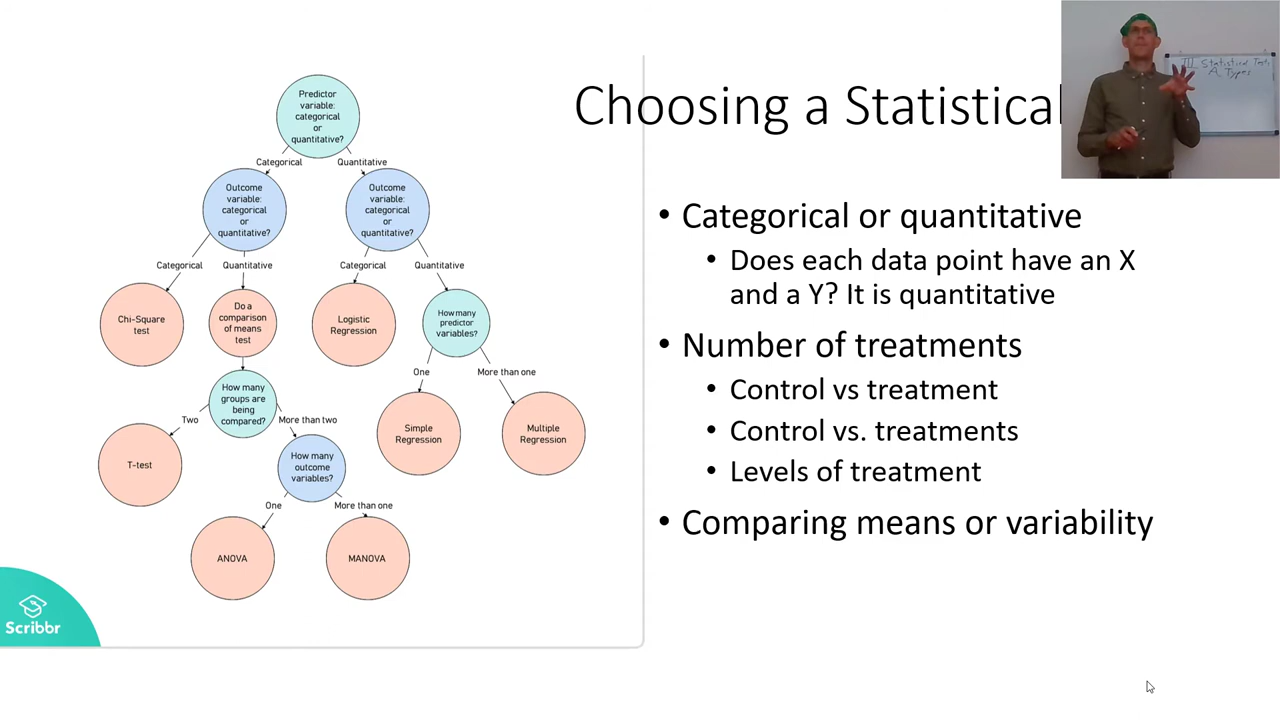 Choosing a Statistical
III Statistical Tests
A. Types
Predictor
variable:
categorical
or
quantitative?
Categorical
Quantitative
Outcome
variable:
categorical
or
quantitative?
Outcome
variable:
categorical
or
quantitative?
Categorical
Quantitative
Categorical
Quantitative
Chi-Square
test
Do a
comparison
of means
test
Logistic
Regression
How many
predictor
variables?
One
More than one
How many
groups are
being
compared?
Two
More than two
Simple
Regression
Multiple
Regression
T-test
How many
outcome
variables?
One
More than one
ANOVA
MANOVA
Scribbr
• Categorical or quantitative
• Does each data point have an X
and a Y? It is quantitative
• Number of treatments
• Control vs treatment
• Control vs. treatments
• Levels of treatment
• Comparing means or variability